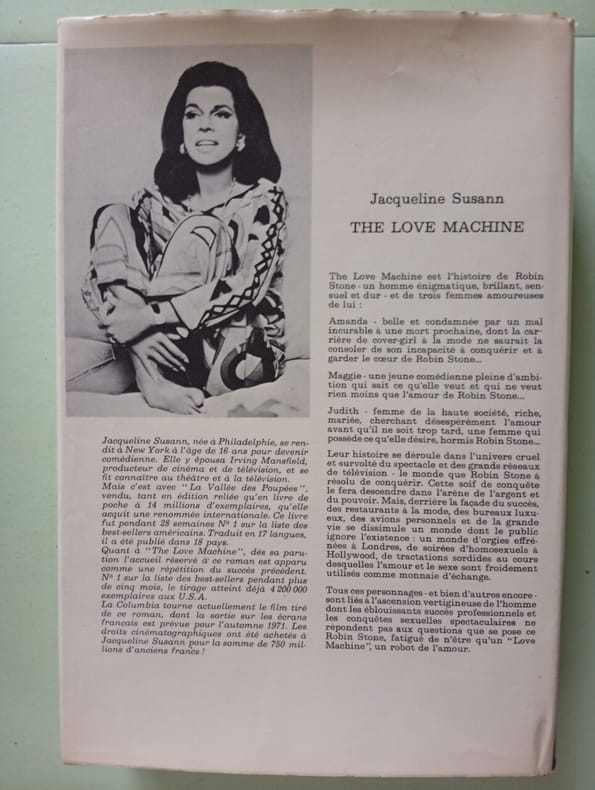 Jacqueline Susann
THE LOVE MACHINE
The Love Machine est l'histoire de Robin
Stone - un homme énigmatique, brillant, sen-
suel et dur - et de trois femmes amoureuses
de lui :
Amanda - belle et condamnée par un mal
incurable à une mort prochaine, dont la car-
rière de cover-girl à la mode ne saurait la
consoler de son incapacité à conquérir et à
garder le cœur de Robin Stone...
Maggie - une jeune comédienne pleine d'ambi-
tion qui sait ce qu'elle veut et qui ne veut
rien moins que l'amour de Robin Stone...
Judith - femme de la haute société, riche,
mariée, cherchant désespérément l'amour
avant qu'il ne soit trop tard, une femme qui
possède ce qu'elle désire, hormis Robin Stone...
Leur histoire se déroule dans l'univers cruel
et survolté du spectacle et des grands réseaux
de télévision - le monde que Robin Stone a
résolu de conquérir. Cette soif de conquête
le fera descendre dans l'arène de l'argent et
du pouvoir. Mais, derrière la façade du succès,
des restaurants à la mode, des bureaux luxu-
eux, des avions personnels et de la grande
vie se dissimule un monde dont le public
ignore l'existence : un monde d'orgies effré-
nées à Londres, de soirées d'homosexuels à
Hollywood, de tractations sordides au cours
desquelles l'amour et le sexe sont froidement
utilisés comme monnaie d'échange.
Tous ces personnages - et bien d'autres encore -
sont liés à l'ascension vertigineuse de l'homme
dont les éblouissants succès professionnels et
les conquêtes sexuelles spectaculaires ne
répondent pas aux questions que se pose ce
Robin Stone, fatigué de n'être qu'un "Love
Machine", un robot de l'amour.
Jacqueline Susann, née à Philadelphie, se ren-
dit à New York à l'âge de 16 ans pour devenir
comédienne. Elle y épousa Irving Mansfield,
producteur de cinéma et de télévision, et se
fit connaître au théâtre et à la télévision.
Mais c'est avec "La Vallée des Poupées",
vendu, tant en édition reliée qu'en livre de
poche à 14 millions d'exemplaires, qu'elle
acquit une renommée internationale. Ce livre
fut pendant 28 semaines Nº 1 sur la liste des
best-sellers américains. Traduit en 17 langues,
il a été publié dans 18 pays.
Quant à "The Love Machine", dès sa paru-
tion l'accueil réservé à ce roman est apparu
comme une répétition du succès précédent.
Nº 1 sur la liste des best-sellers pendant plus
de cinq mois, le tirage atteint déjà 4 200 000
exemplaires aux U.S.A.
La Columbia tourne actuellement le film tiré
de ce roman, dont la sortie sur les écrans
français est prévue pour l'automne 1971. Les
droits cinématographiques ont été achetés à
Jacqueline Susann pour la somme de 750 mil-
lions d'anciens francs !